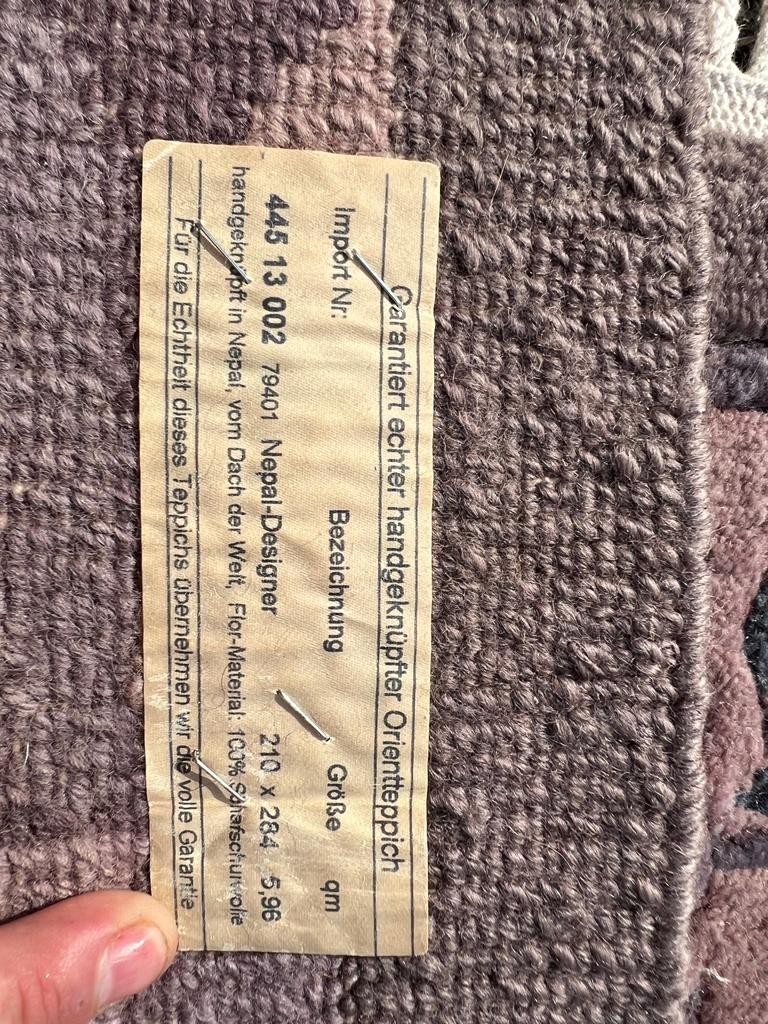 Garantiert echter handgeknüpfter Orientteppich
Import Nr: Bezeichnung Größe qm
445 13 002 79401 Nepal-Designer 210 x 284 5,96
handgeknüpft in Nepal, vom Dach der Welt, Flor-Material: 100% Schafschurwolle
Für die Echtheit dieses Teppichs übernehmen wir die volle Garantie